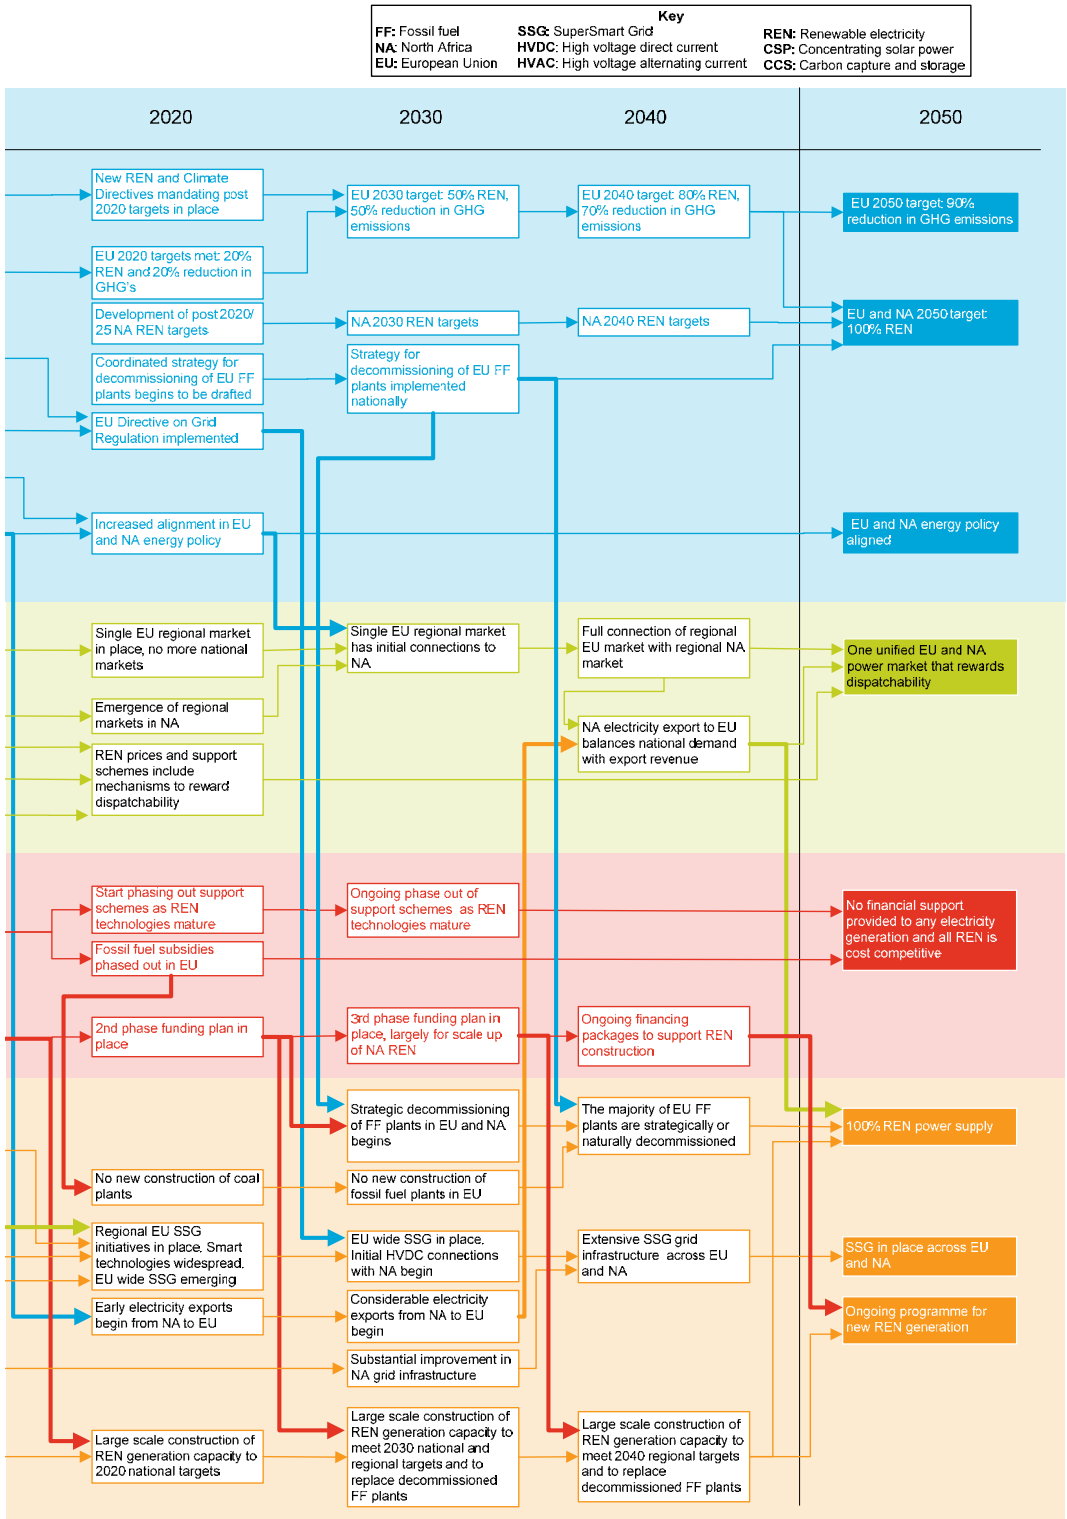 Key
FF: Fossil fuel
NA: North Africa
EU: European Union
SSG: SuperSmart Grid
HVDC: High voltage direct current
HVAC: High voltage alternating current
REN: Renewable electricity
CSP: Concentrating solar power
CCS: Carbon capture and storage
2020
2030
2040
2050
New REN and Climate
Directives mandating post
2020 targets in place
EU 2030 target: 50% REN,
50% reduction in GHG
emissions
EU 2040 target: 80% REN,
70% reduction in GHG
emissions
EU 2050 target: 90%
reduction in GHG emissions
EU 2020 targets met: 20%
REN and 20% reduction in
GHG's
Development of post 2020/
25 NA REN targets
NA 2030 REN targets
NA 2040 REN targets
EU and NA 2050 target:
100% REN
Coordinated strategy for
decommissioning of EU FF
plants begins to be drafted
Strategy for
decommissioning of EU FF
plants implemented
nationally
EU Directive on Grid
Regulation implemented
Increased alignment in EU
and NA energy policy
EU and NA energy policy
aligned
Single EU regional market
in place, no more national
markets
Single EU regional market
has initial connections to
NA
Full connection of regional
EU market with regional NA
market
One unified EU and NA
power market that rewards
dispatchability
Emergence of regional
markets in NA
NA electricity export to EU
balances national demand
with export revenue
REN prices and support
schemes include
mechanisms to reward
dispatchability
Start phasing out support
schemes as REN
technologies mature
Ongoing phase out of
support schemes as REN
technologies mature
No financial support
provided to any electricity
generation and all REN is
cost competitive
Fossil fuel subsidies
phased out in EU
2nd phase funding plan in
place
3rd phase funding plan in
place, largely for scale up
of NA REN
Ongoing financing
packages to support REN
construction
Strategic decommissioning
of FF plants in EU and NA
begins
The majority of EU FF
plants are strategically or
naturally decommissioned
100% REN power supply
No new construction of coal
plants
No new construction of
fossil fuel plants in EU
Regional EU SSG
initiatives in place. Smart
technologies widespread.
EU wide SSG emerging
EU wide SSG in place.
Initial HVDC connections
with NA begin
Extensive SSG grid
infrastructure across EU
and NA
SSG in place across EU
and NA
Early electricity exports
begin from NA to EU
Considerable electricity
exports from NA to EU
begin
Ongoing programme for
new REN generation
Substantial improvement in
NA grid infrastructure
Large scale construction of
REN generation capacity to
2020 national targets
Large scale construction of
REN generation capacity to
meet 2030 national and
regional targets and to
replace decommissioned
FF plants
Large scale construction of
REN generation capacity to
meet 2040 regional targets
and to replace
decommissioned FF plants